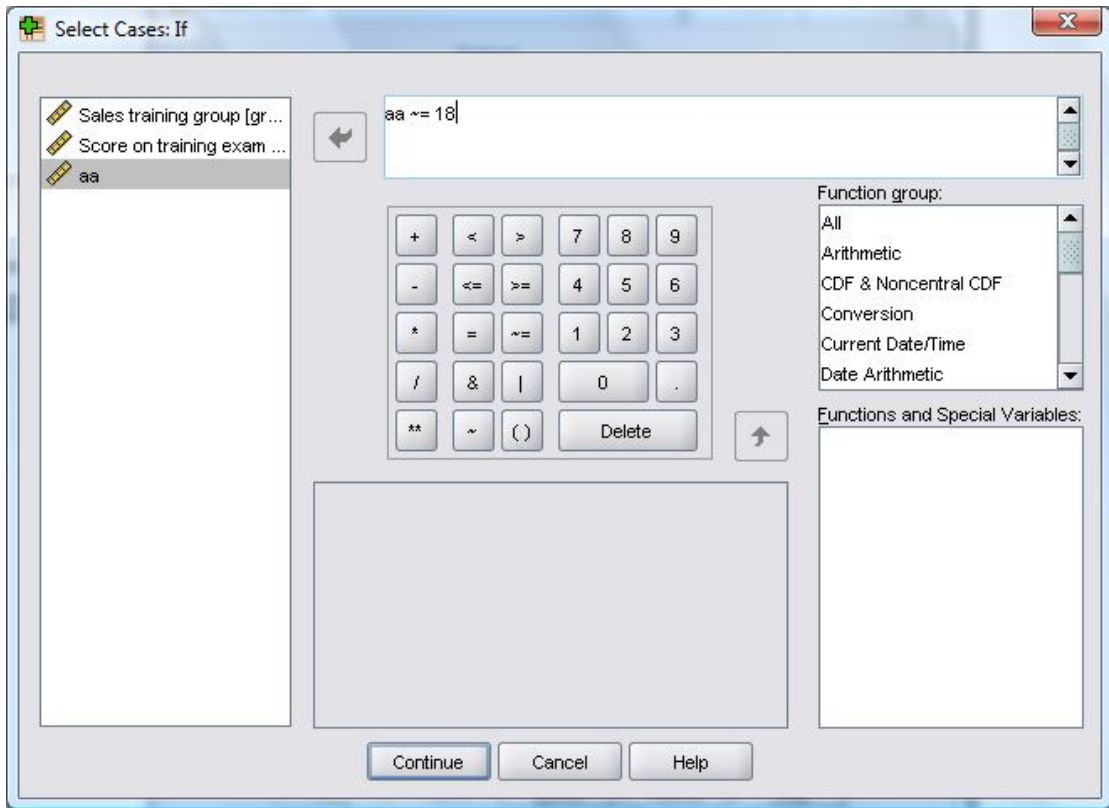 Select Cases: If
Sales training group [gr...
Score on training exam ...
aa
aa ~= 18
+ < > 7 8 9
- <= >= 4 5 6
* = ~= 1 2 3
/ & | 0 .
** ~ ( ) Delete
Function group:
All
Arithmetic
CDF & Noncentral CDF
Conversion
Current Date/Time
Date Arithmetic
Functions and Special Variables:
Continue Cancel Help